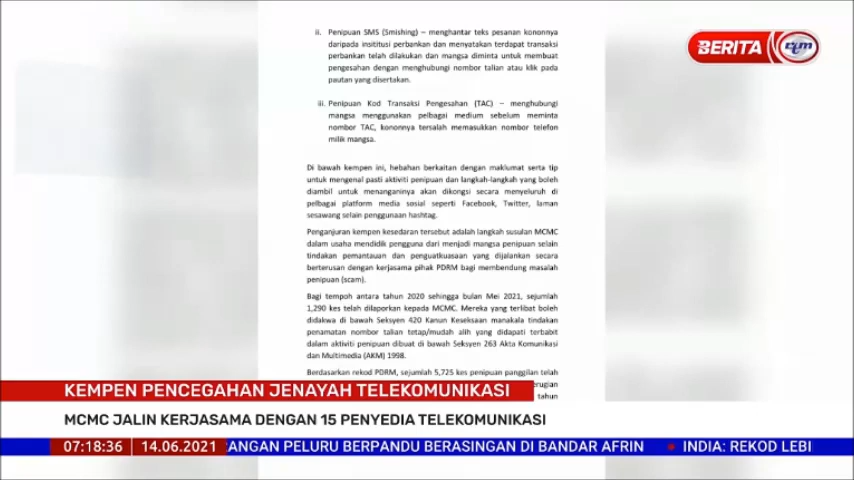 ii. Penipuan SMS (Smishing) – menghantar teks pesanan kononnya
daripada insititusi perbankan dan menyatakan terdapat transaksi
perbankan telah dilakukan dan mangsa diminta untuk membuat
pengesahan dengan menghubungi nombor talian atau klik pada
pautan yang disertakan.
BERITA rtm
iii. Penipuan Kod Transaksi Pengesahan (TAC) – menghubungi
mangsa menggunakan pelbagai medium sebelum meminta
nombor TAC, kononnya tersalah memasukkan nombor telefon
milik mangsa.
Di bawah kempen ini, hebahan berkaitan dengan maklumat serta tip
untuk mengenal pasti aktiviti penipuan dan langkah-langkah yang boleh
diambil untuk menanganinya akan dikongsi secara menyeluruh di
pelbagai platform media sosial seperti Facebook, Twitter, laman
sesawang selain penggunaan hashtag.
Penganjuran kempen kesedaran tersebut adalah langkah susulan MCMC
dalam usaha mendidik pengguna dari menjadi mangsa penipuan selain
tindakan pemantauan dan penguatkuasaan yang dijalankan secara
berterusan dengan kerjasama pihak PDRM bagi membendung masalah
penipuan (scam).
Bagi tempoh antara tahun 2020 sehingga bulan Mei 2021, sejumlah
1,290 kes telah dilaporkan kepada MCMC. Mereka yang terlibat boleh
didakwa di bawah Seksyen 420 Kanun Keseksaan manakala tindakan
penamatan nombor talian tetap/mudah alih yang didapati terbabit
dalam aktiviti penipuan dibuat di bawah Seksyen 263 Akta Komunikasi
dan Multimedia (AKM) 1998.
Berdasarkan rekod PDRM, sejumlah 5,725 kes penipuan panggilan telah
erugian
tahun
KEMPEN PENCEGAHAN JENAYAH TELEKOMUNIKASI
MCMC JALIN KERJASAMA DENGAN 15 PENYEDIA TELEKOMUNIKASI
07:18:36 14.06.2021 RANGAN PELURU BERPANDU BERASINGAN DI BANDAR AFRIN • INDIA: REKOD LEBI